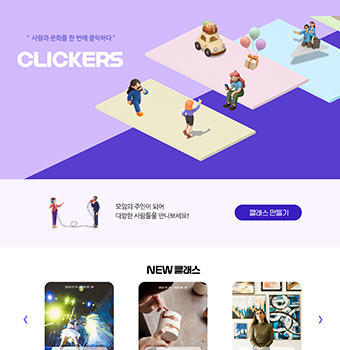 " 사람과 문화를 한 번에 클릭하다 "
CLICKERS
모임의 주인이 되어
다양한 사람들을 만나보세요!
클래스 만들기
NEW 클래스